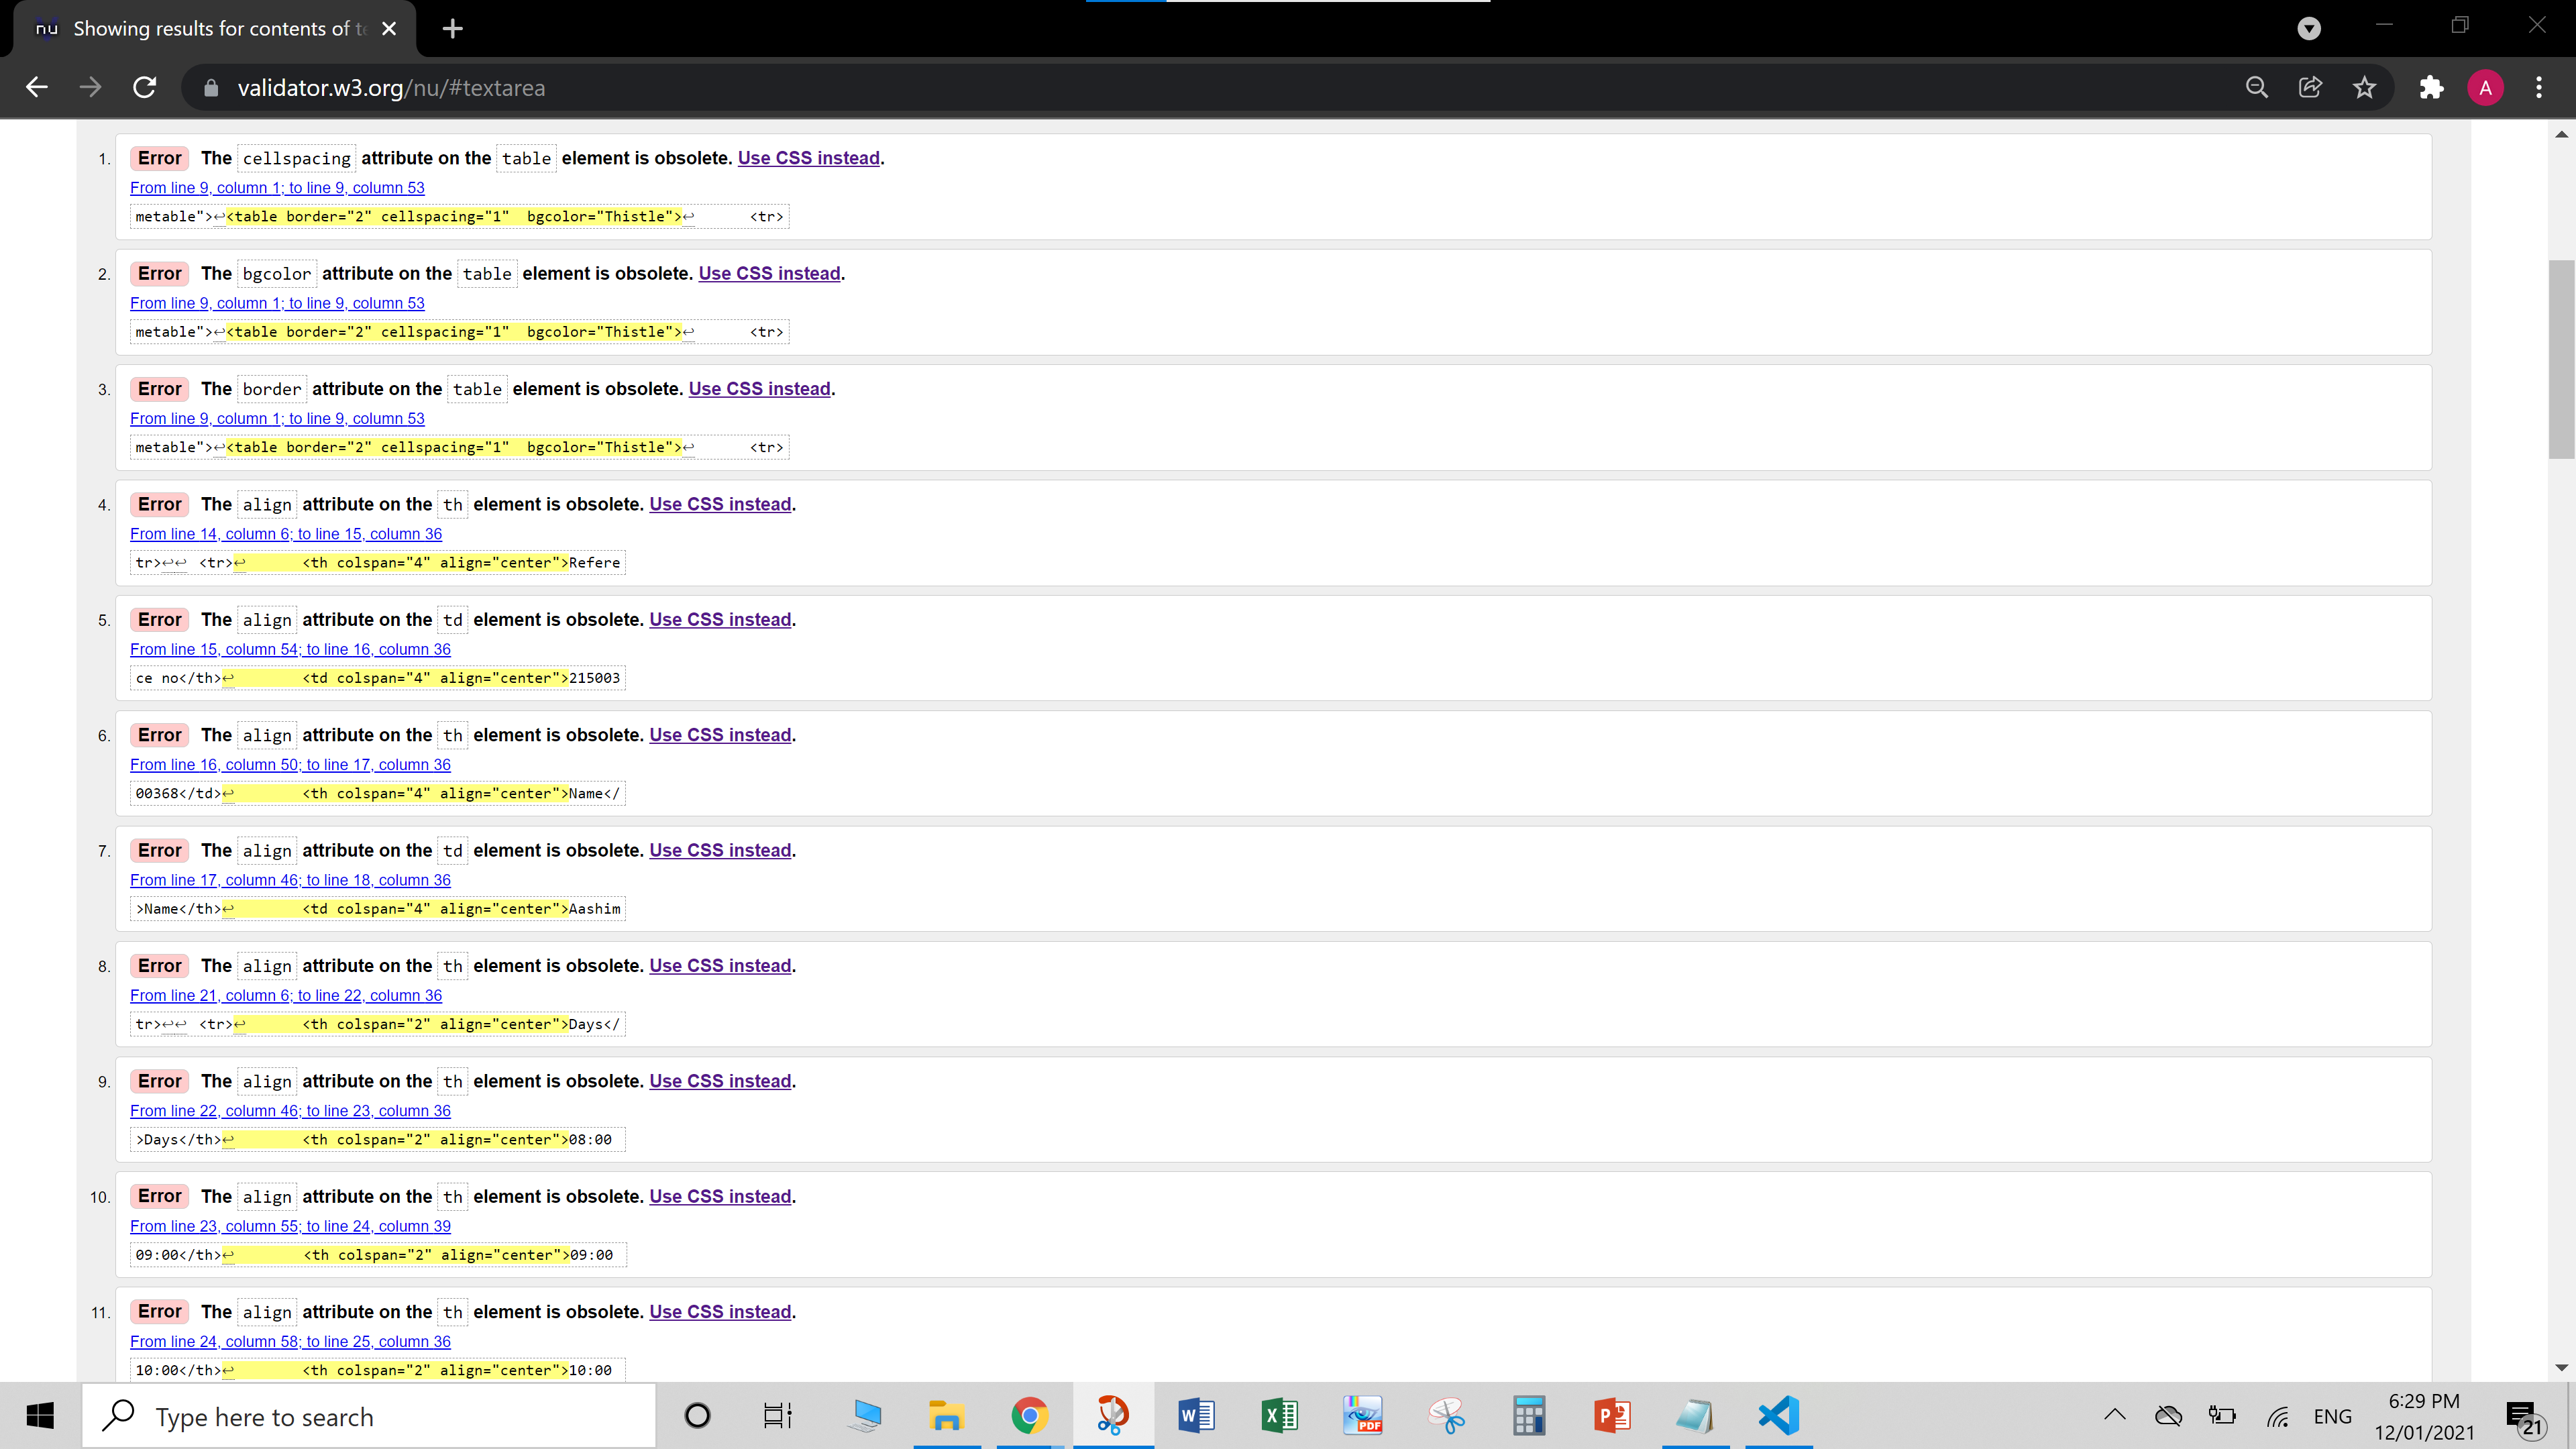 nu Showing results for contents of te
validator.w3.org/nu/#textarea
A
1. Error The cellspacing attribute on the table element is obsolete. Use CSS instead.
From line 9, column 1; to line 9, column 53
metable">↩<table border="2" cellspacing="1"  bgcolor="Thistle">↩ <tr>
2. Error The bgcolor attribute on the table element is obsolete. Use CSS instead.
From line 9, column 1; to line 9, column 53
metable">↩<table border="2" cellspacing="1"  bgcolor="Thistle">↩ <tr>
3. Error The border attribute on the table element is obsolete. Use CSS instead.
From line 9, column 1; to line 9, column 53
metable">↩<table border="2" cellspacing="1"  bgcolor="Thistle">↩ <tr>
4. Error The align attribute on the th element is obsolete. Use CSS instead.
From line 14, column 6; to line 15, column 36
tr>↩↩ <tr>↩ <th colspan="4" align="center">Refere
5. Error The align attribute on the td element is obsolete. Use CSS instead.
From line 15, column 54; to line 16, column 36
ce no</th>↩ <td colspan="4" align="center">215003
6. Error The align attribute on the th element is obsolete. Use CSS instead.
From line 16, column 50; to line 17, column 36
00368</td>↩ <th colspan="4" align="center">Name</
7. Error The align attribute on the td element is obsolete. Use CSS instead.
From line 17, column 46; to line 18, column 36
>Name</th>↩ <td colspan="4" align="center">Aashim
8. Error The align attribute on the th element is obsolete. Use CSS instead.
From line 21, column 6; to line 22, column 36
tr>↩↩ <tr>↩ <th colspan="2" align="center">Days</
9. Error The align attribute on the th element is obsolete. Use CSS instead.
From line 22, column 46; to line 23, column 36
>Days</th>↩ <th colspan="2" align="center">08:00
10. Error The align attribute on the th element is obsolete. Use CSS instead.
From line 23, column 55; to line 24, column 39
09:00</th>↩ <th colspan="2" align="center">09:00
11. Error The align attribute on the th element is obsolete. Use CSS instead.
From line 24, column 58; to line 25, column 36
10:00</th>↩ <th colspan="2" align="center">10:00
Type here to search
PDF
ENG
6:29 PM
12/01/2021
21